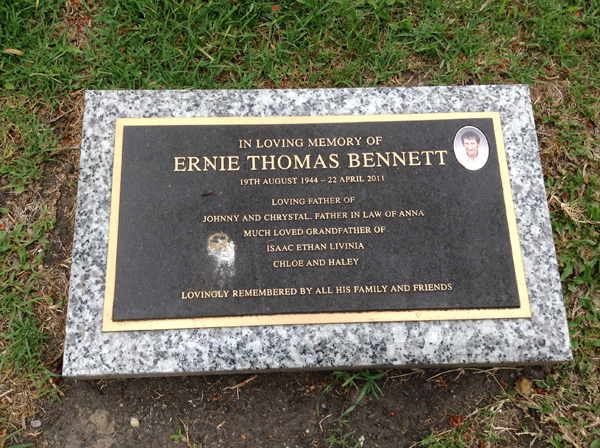 IN LOVING MEMORY OF
ERNIE THOMAS BENNETT
19TH AUGUST 1944 – 22 APRIL 2011
LOVING FATHER OF
JOHNNY AND CHRYSTAL. FATHER IN LAW OF ANNA
MUCH LOVED GRANDFATHER OF
ISAAC ETHAN LIVINIA
CHLOE AND HALEY
LOVINGLY REMEMBERED BY ALL HIS FAMILY AND FRIENDS